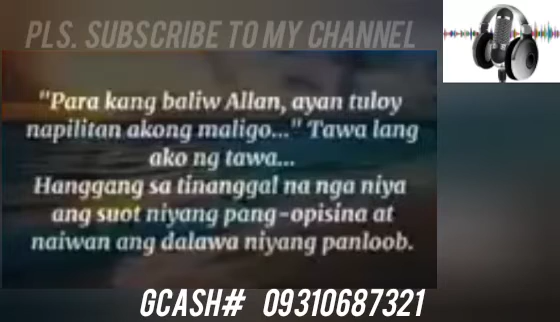 PLS. SUBSCRIBE TO MY CHANNEL
"Para kang baliw Allan, ayan tuloy
napilitan akong maligo..." Tawa lang
ako ng tawa...
Hanggang sa tinanggal na nga niya
ang suot niyang pang-opisina at
naiwan ang dalawa niyang panloob.
GCASH# 09310687321